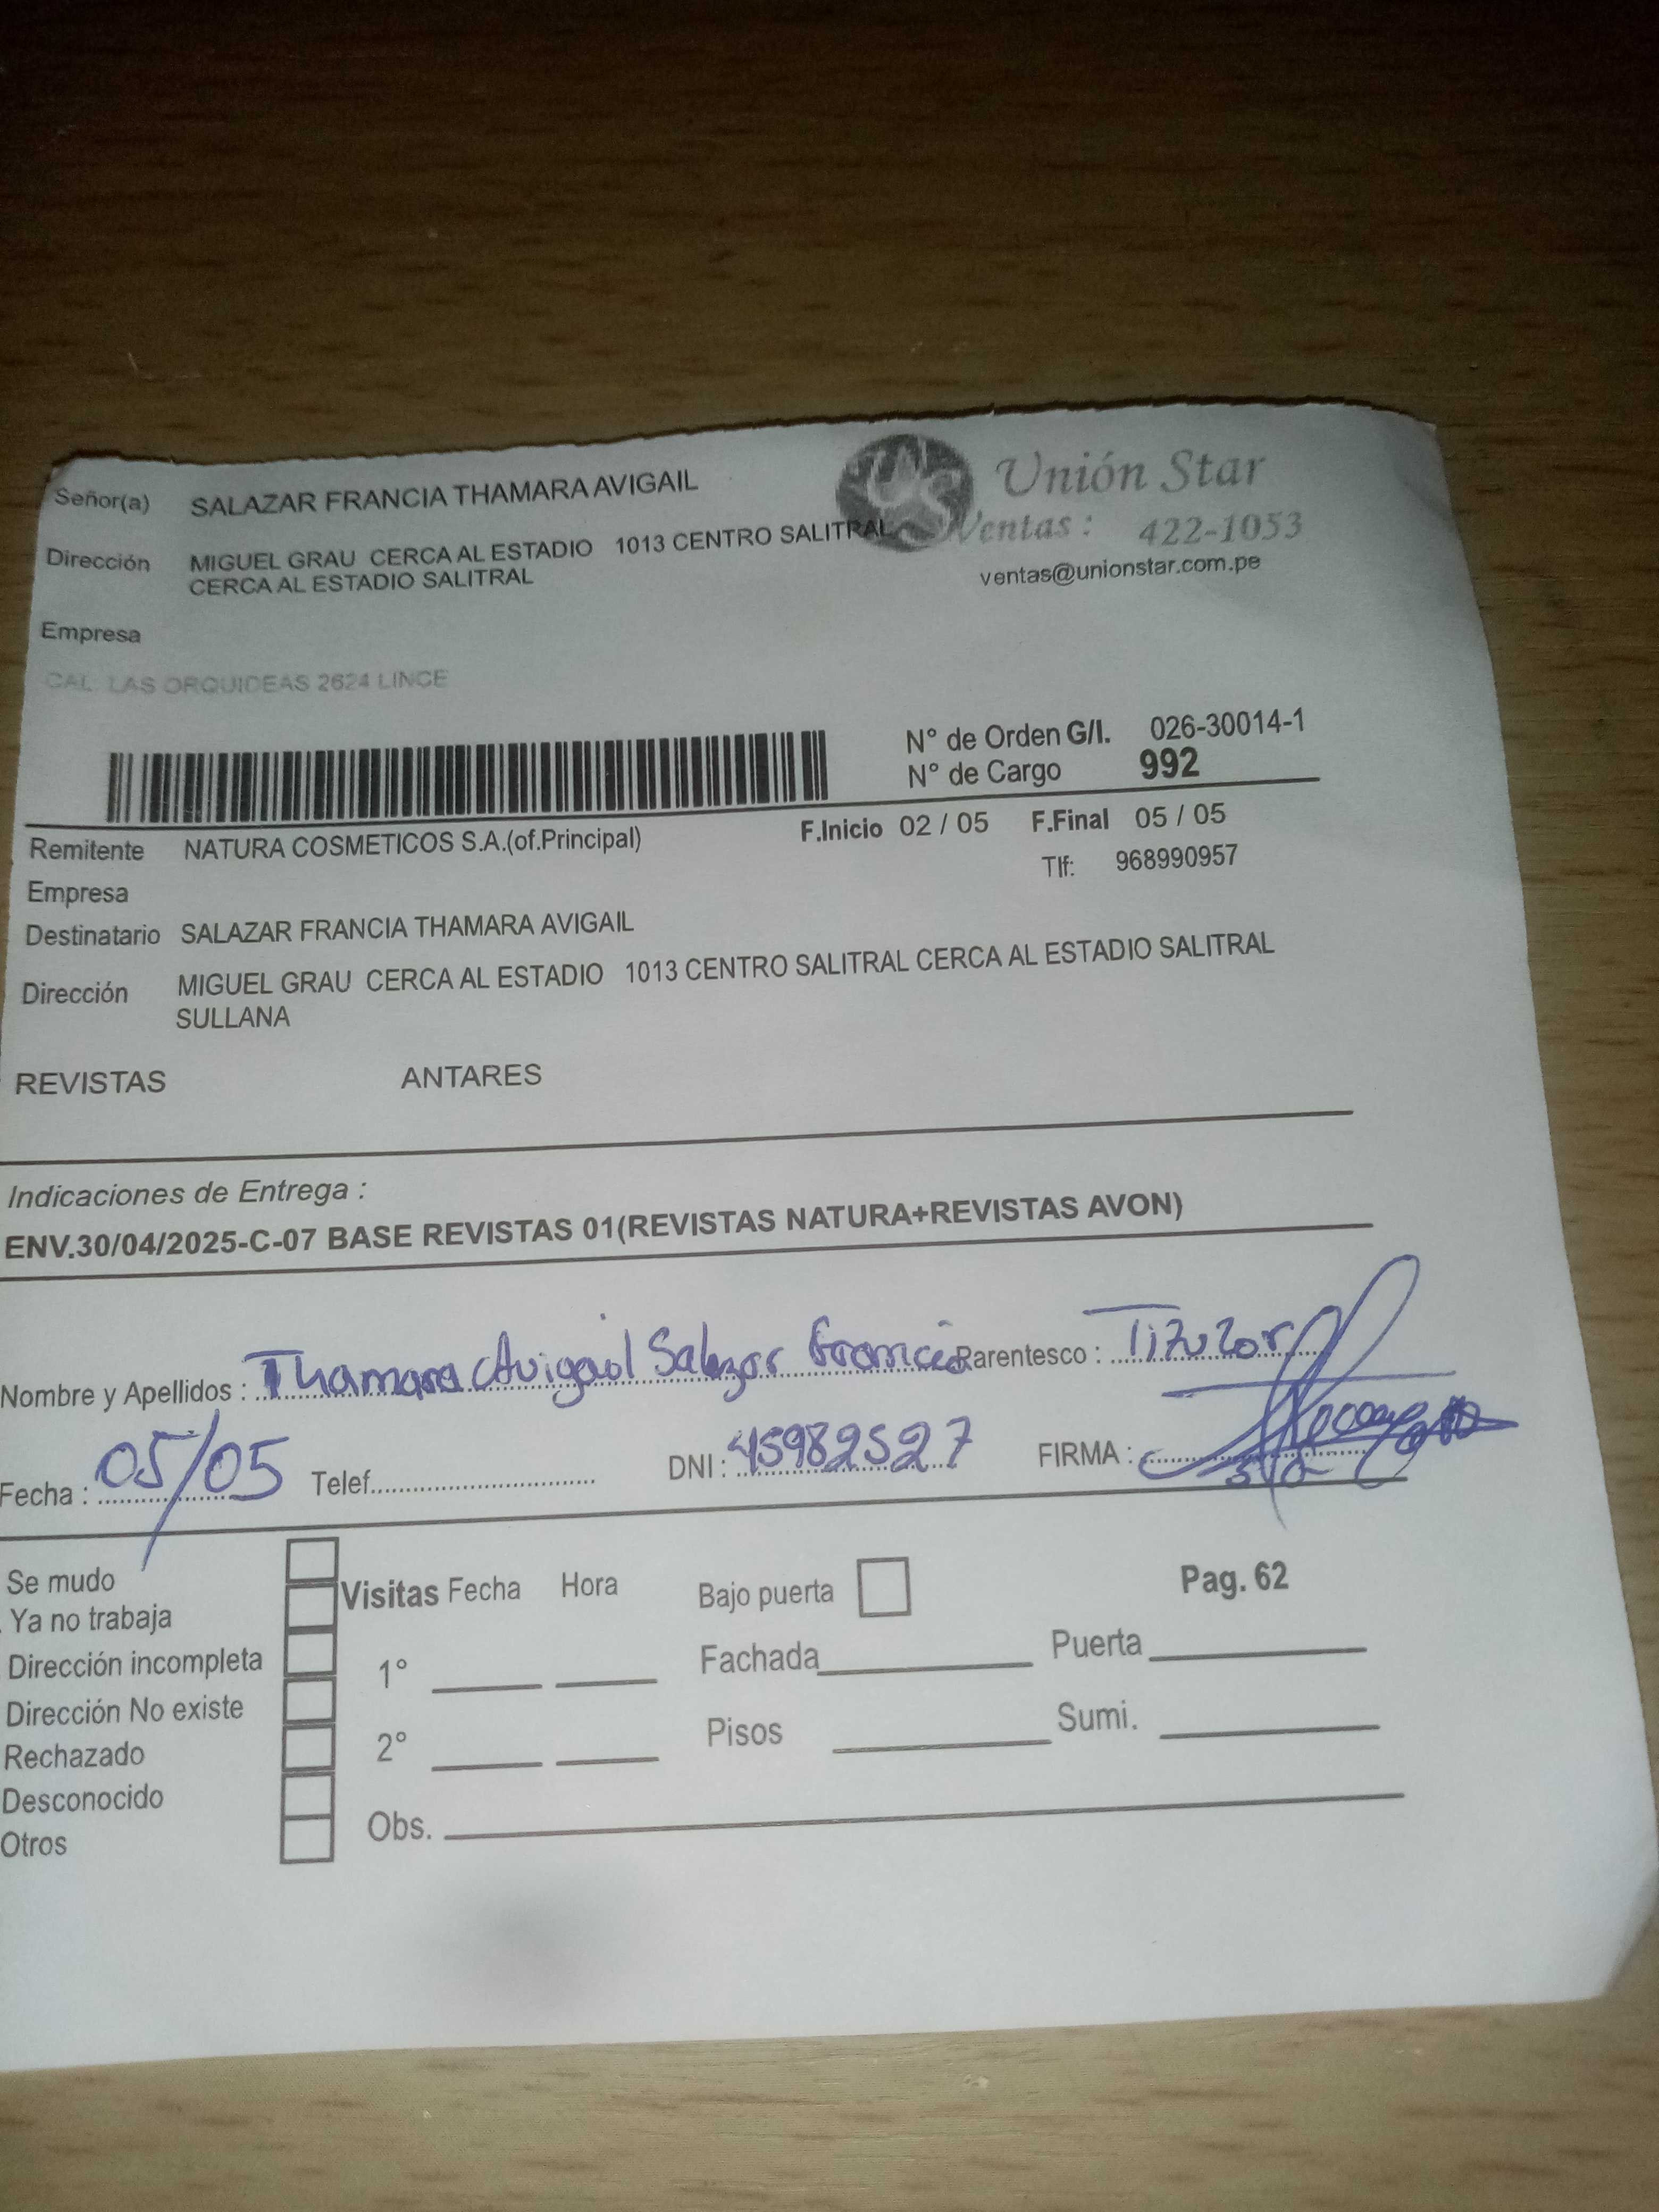 Señor(a) SALAZAR FRANCIA THAMARA AVIGAIL
Unión Star
Dirección MIGUEL GRAU CERCA AL ESTADIO 1013 CENTRO SALITRAL
CERCA AL ESTADIO SALITRAL
Ventas : 422-1053
ventas@unionstar.com.pe
Empresa
CAL. LAS ORQUIDEAS 2624 LINCE
N° de Orden G/I. 026-30014-1
N° de Cargo 992
Remitente NATURA COSMETICOS S.A.(of.Principal) F.Inicio 02 / 05 F.Final 05 / 05
Tlf: 968990957
Empresa
Destinatario SALAZAR FRANCIA THAMARA AVIGAIL
Dirección MIGUEL GRAU CERCA AL ESTADIO 1013 CENTRO SALITRAL CERCA AL ESTADIO SALITRAL
SULLANA
REVISTAS ANTARES
Indicaciones de Entrega :
ENV.30/04/2025-C-07 BASE REVISTAS 01(REVISTAS NATURA+REVISTAS AVON)
Nombre y Apellidos : Thamara Avigail Salazar Francia Parentesco : Titular
Fecha : 05/05 Telef. DNI : 45982527 FIRMA :
Se mudo
Ya no trabaja
Dirección incompleta
Dirección No existe
Rechazado
Desconocido
Otros
Visitas Fecha Hora
1°
2°
Obs.
Bajo puerta
Fachada
Pisos
Pag. 62
Puerta
Sumi.